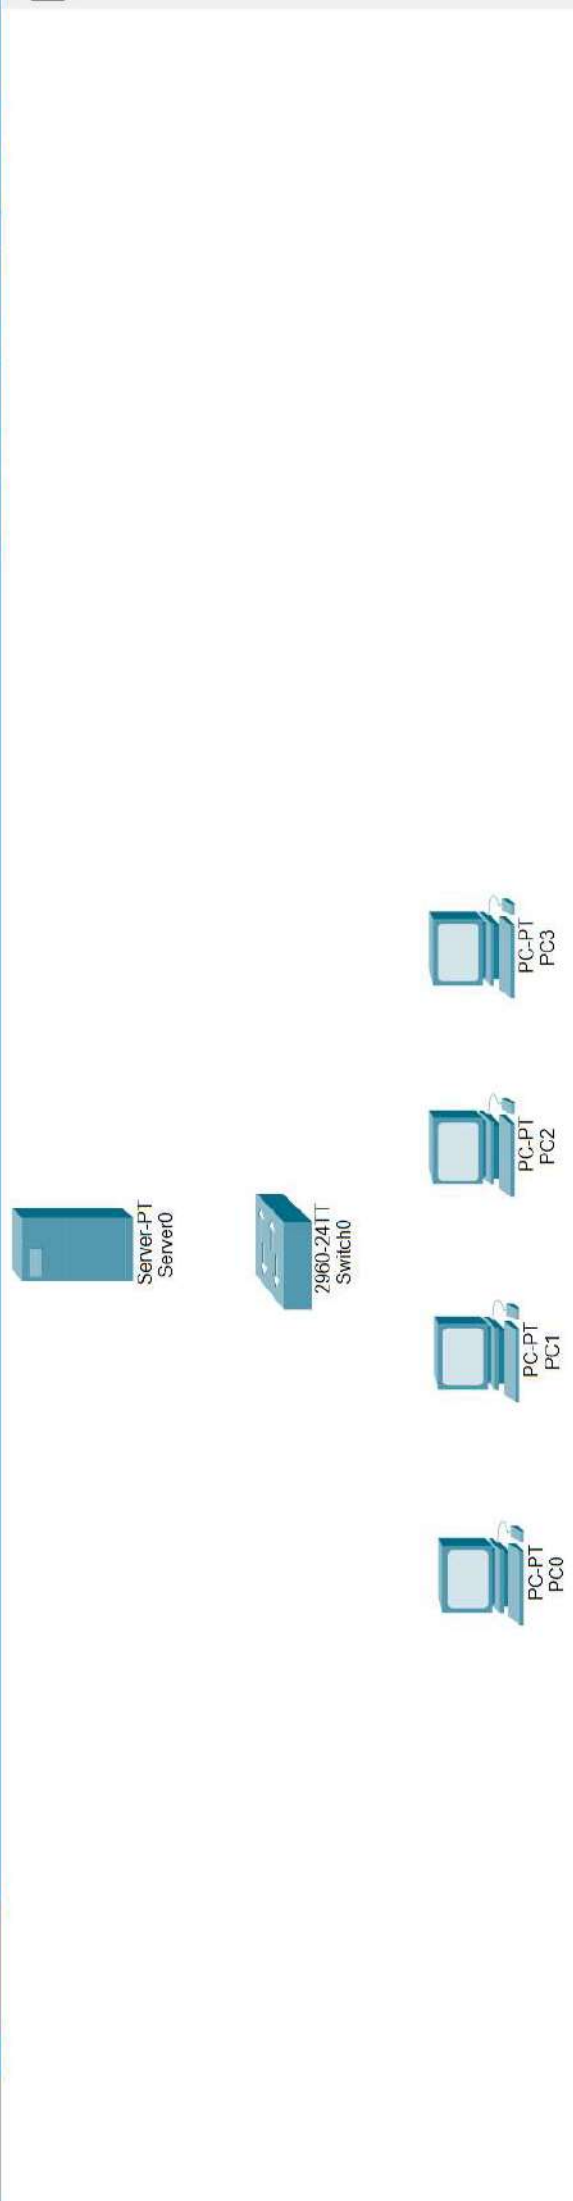 Server-PT
Server0
2960-24TT
Switch0
PC-PT
PC0
PC-PT
PC1
PC-PT
PC2
PC-PT
PC3